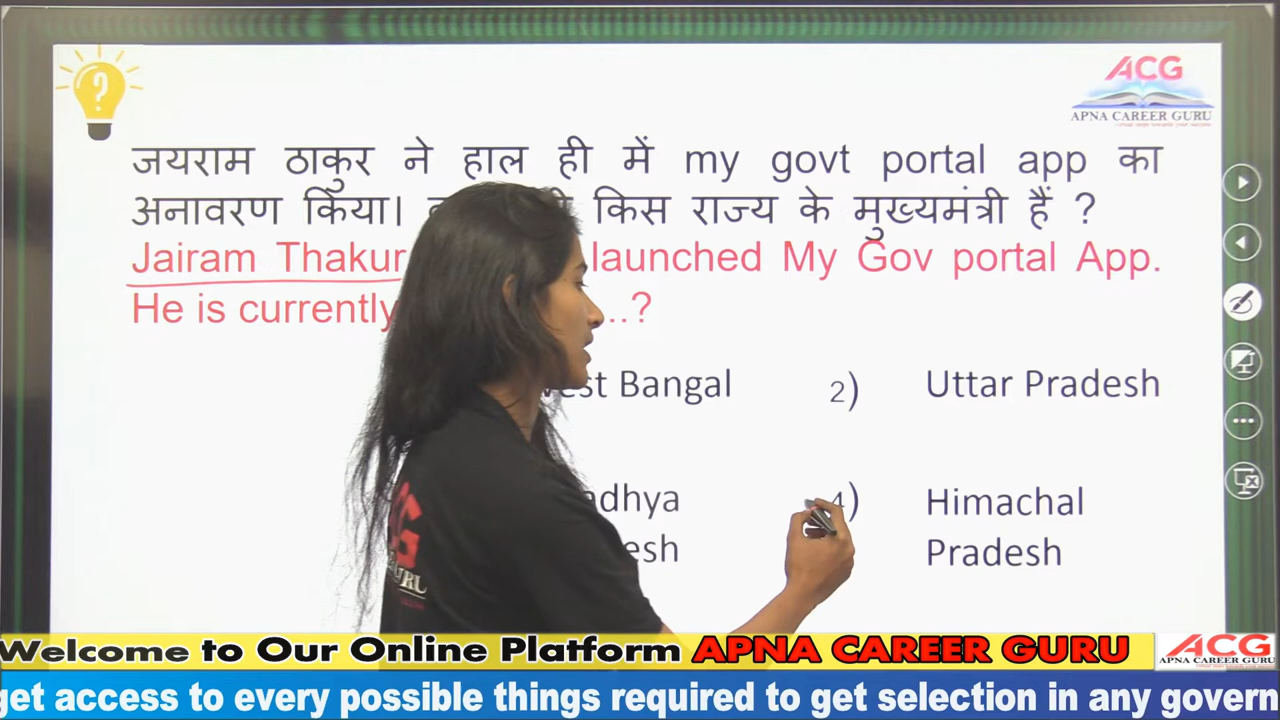 ACG
APNA CAREER GURU
जयराम ठाकुर ने हाल ही में my govt portal app का
अनावरण किया। किस राज्य के मुख्यमंत्री हैं ?
Jairam Thakur launched My Gov portal App.
He is currently ...?
est Bangal
2) Uttar Pradesh
adhya
esh
4) Himachal
Pradesh
Welcome to Our Online Platform APNA CAREER GURU
ACG
APNA CAREER GURU
get access to every possible things required to get selection in any govern